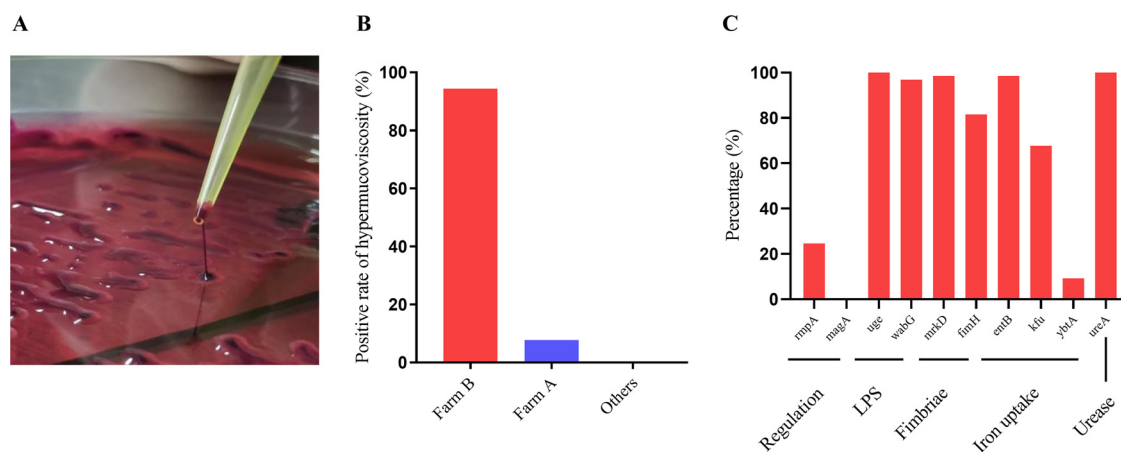 A
B
C
Positive rate of hypermucoviscosity (%)
100
80
60
40
20
0
Farm B
Farm A
Others
Percentage (%)
100
80
60
40
20
0
rmpA
magA
uge
wabG
mrkD
fimH
entB
kfu
ybtA
ureA
Regulation
LPS
Fimbriae
Iron uptake
Urease